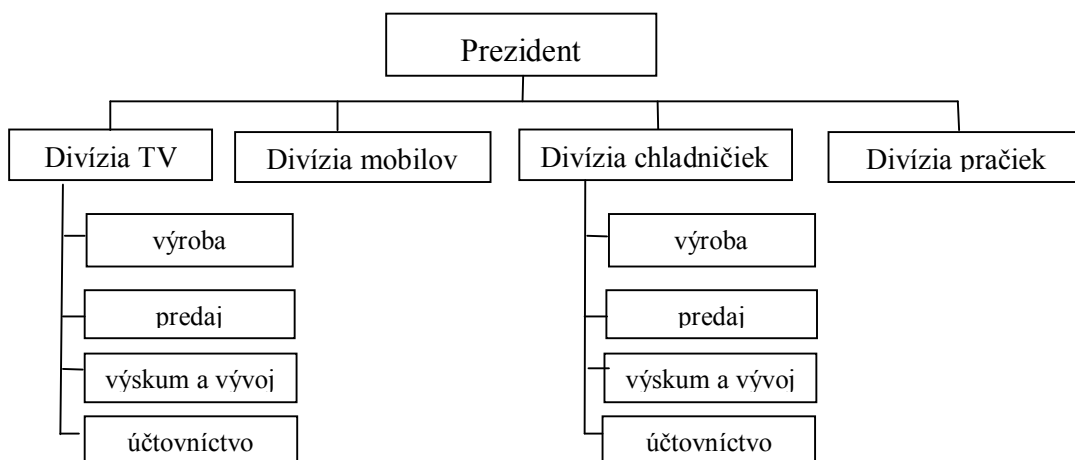 Prezident
Divízia TV
Divízia mobilov
Divízia chladničiek
Divízia pračiek
výroba
predaj
výskum a vývoj
účtovníctvo
výroba
predaj
výskum a vývoj
účtovníctvo